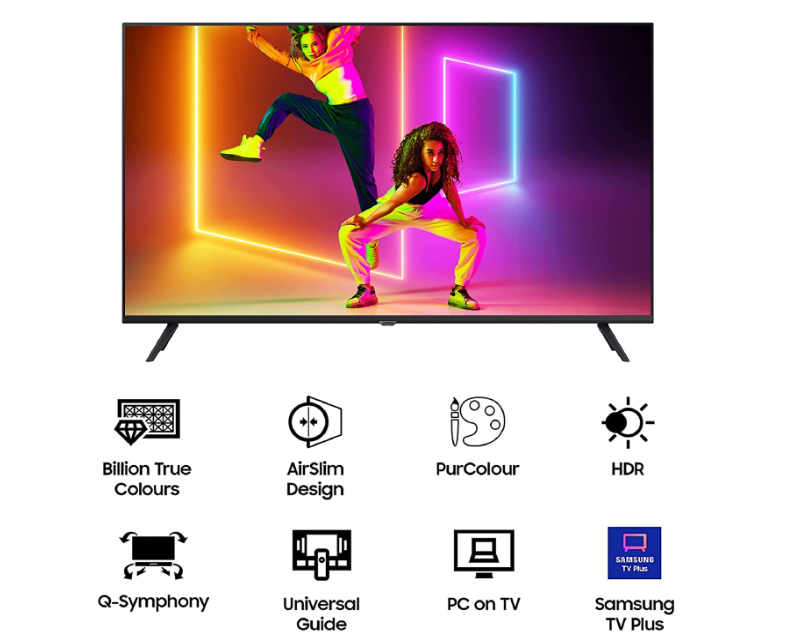 Billion True
Colours
AirSlim
Design
PurColour
HDR
Q-Symphony
Universal
Guide
PC on TV
SAMSUNG
TV Plus
Samsung
TV Plus